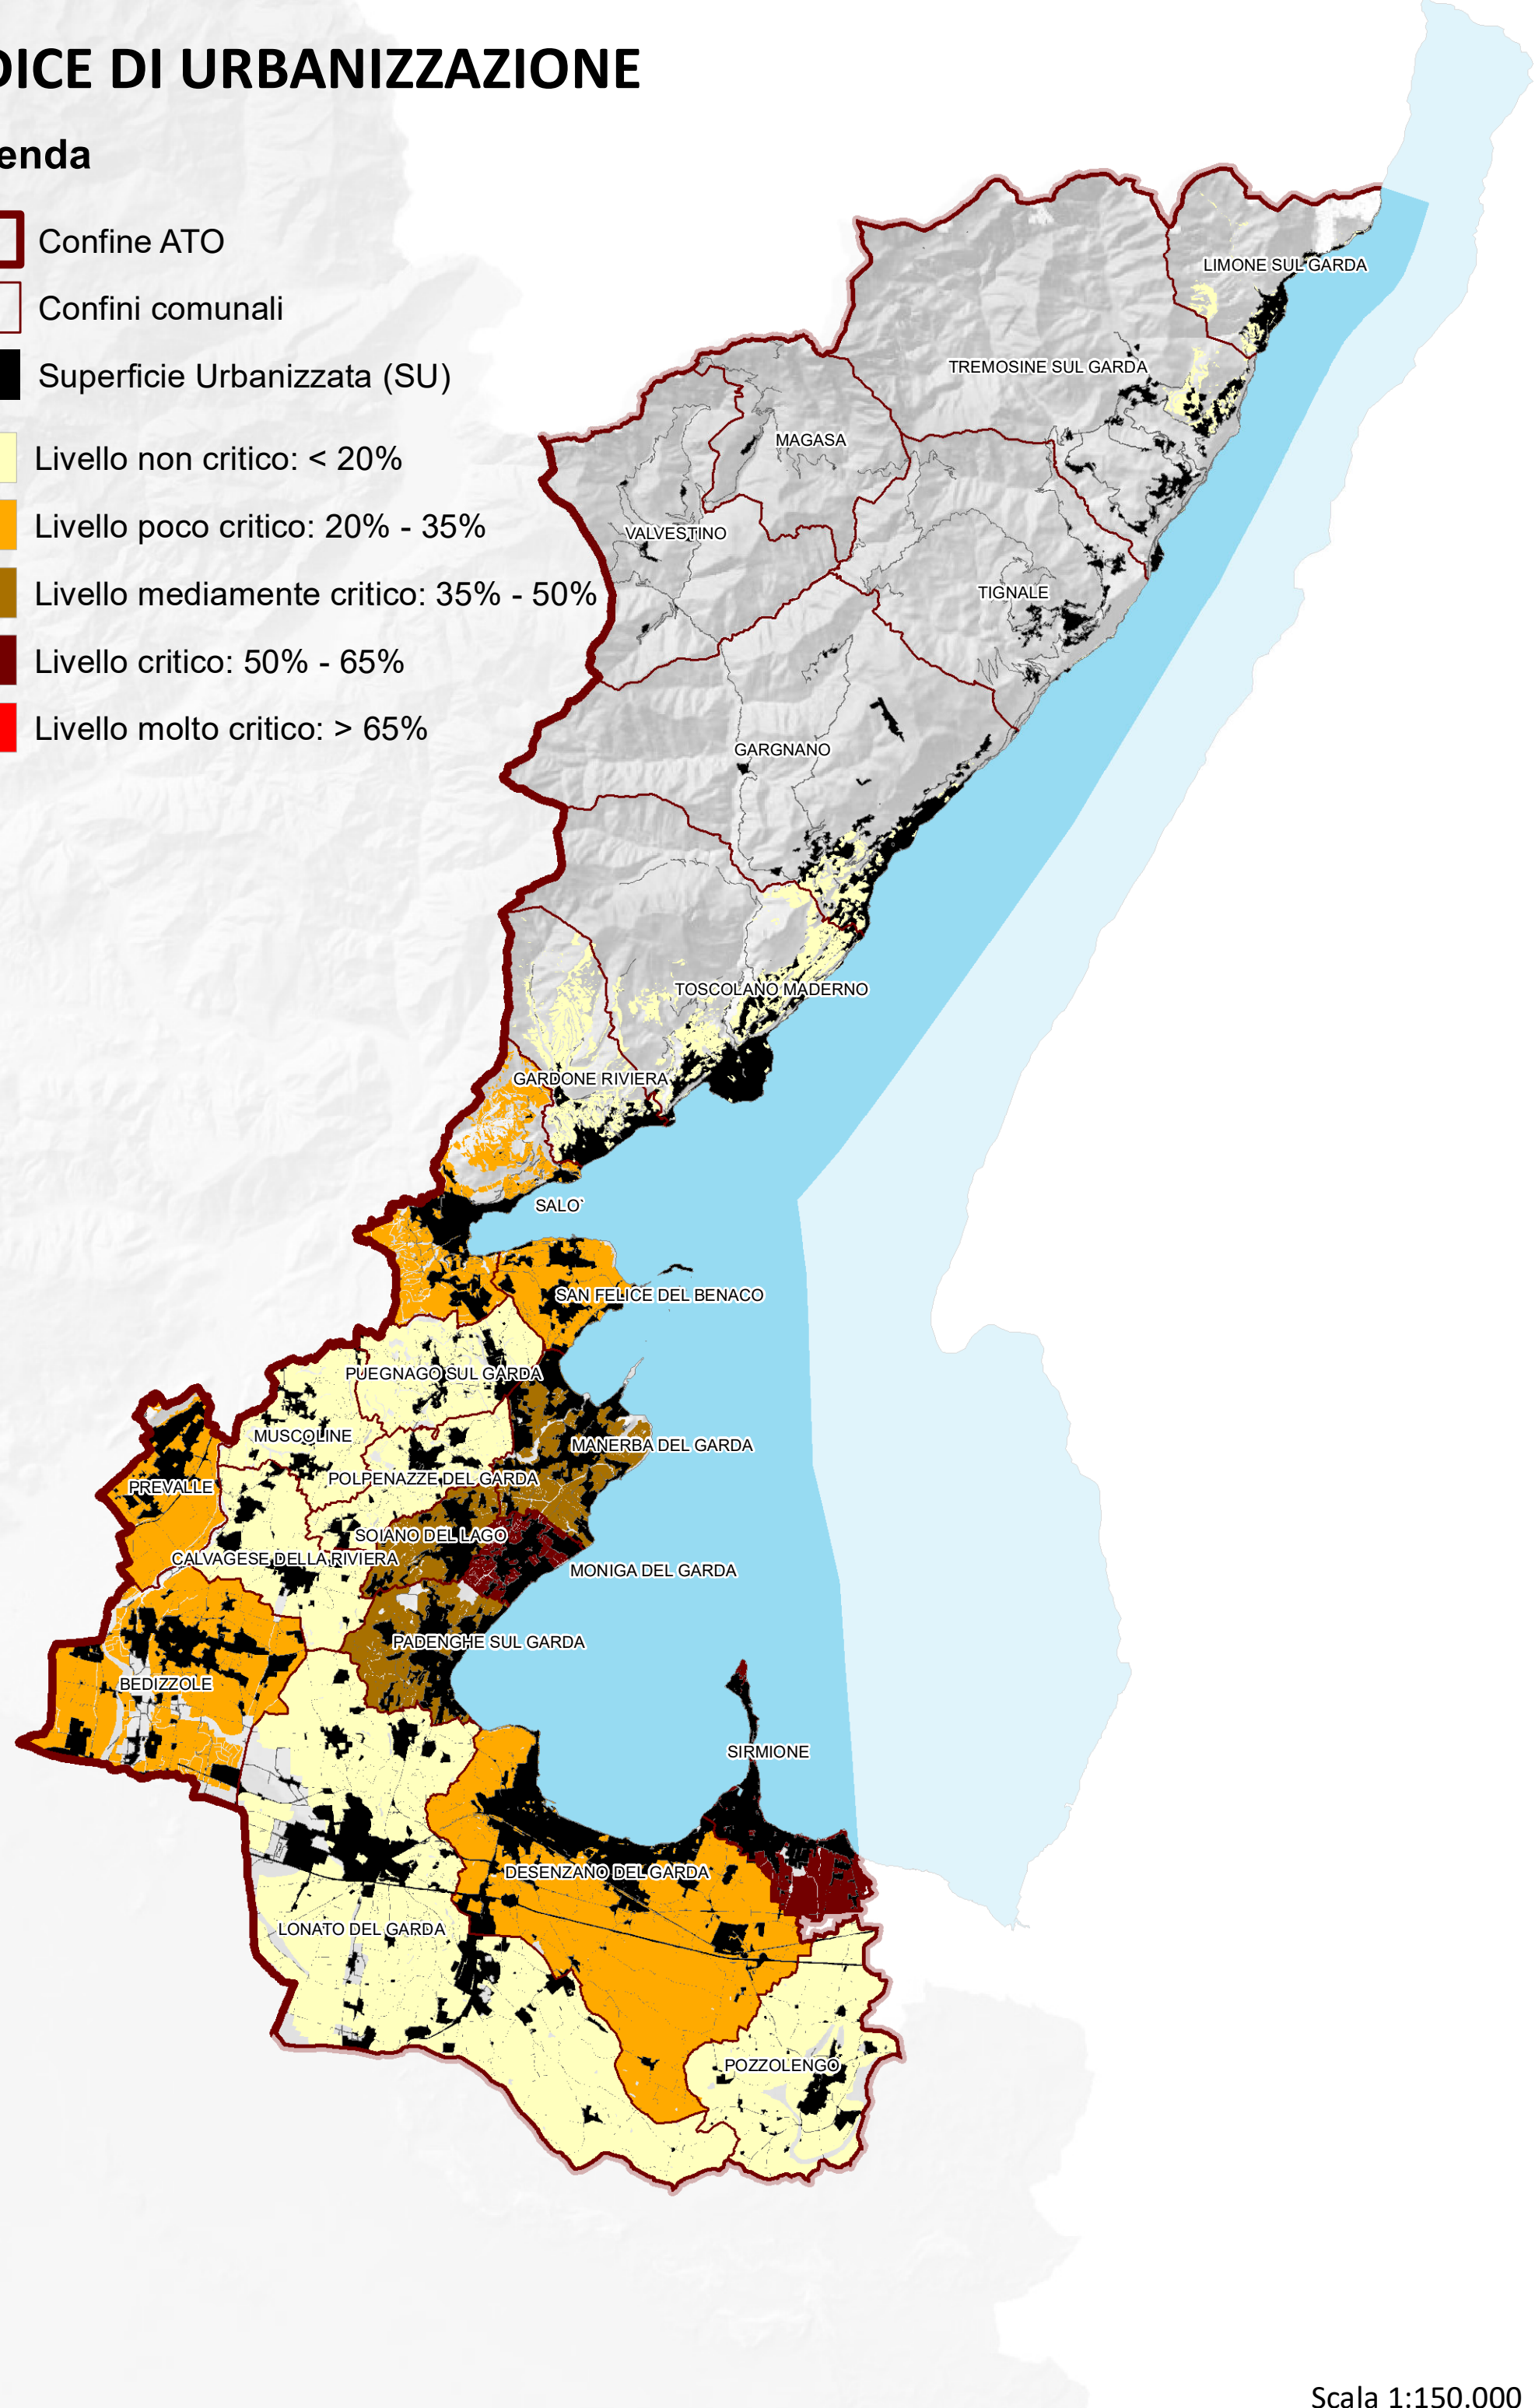 DICE DI URBANIZZAZIONE
enda
Confine ATO
Confini comunali
Superficie Urbanizzata (SU)
Livello non critico: < 20%
Livello poco critico: 20% - 35%
Livello mediamente critico: 35% - 50%
Livello critico: 50% - 65%
Livello molto critico: > 65%
LIMONE SUL GARDA
TREMOSINE SUL GARDA
MAGASA
VALVESTINO
TIGNALE
GARGNANO
TOSCOLANO MADERNO
GARDONE RIVIERA
SALO`
SAN FELICE DEL BENACO
PUEGNAGO SUL GARDA
MUSCOLINE
MANERBA DEL GARDA
POLPENAZZE DEL GARDA
PREVALLE
SOIANO DEL LAGO
CALVAGESE DELLA RIVIERA
MONIGA DEL GARDA
PADENGHE SUL GARDA
BEDIZZOLE
SIRMIONE
DESENZANO DEL GARDA
LONATO DEL GARDA
POZZOLENGO
Scala 1:150.000